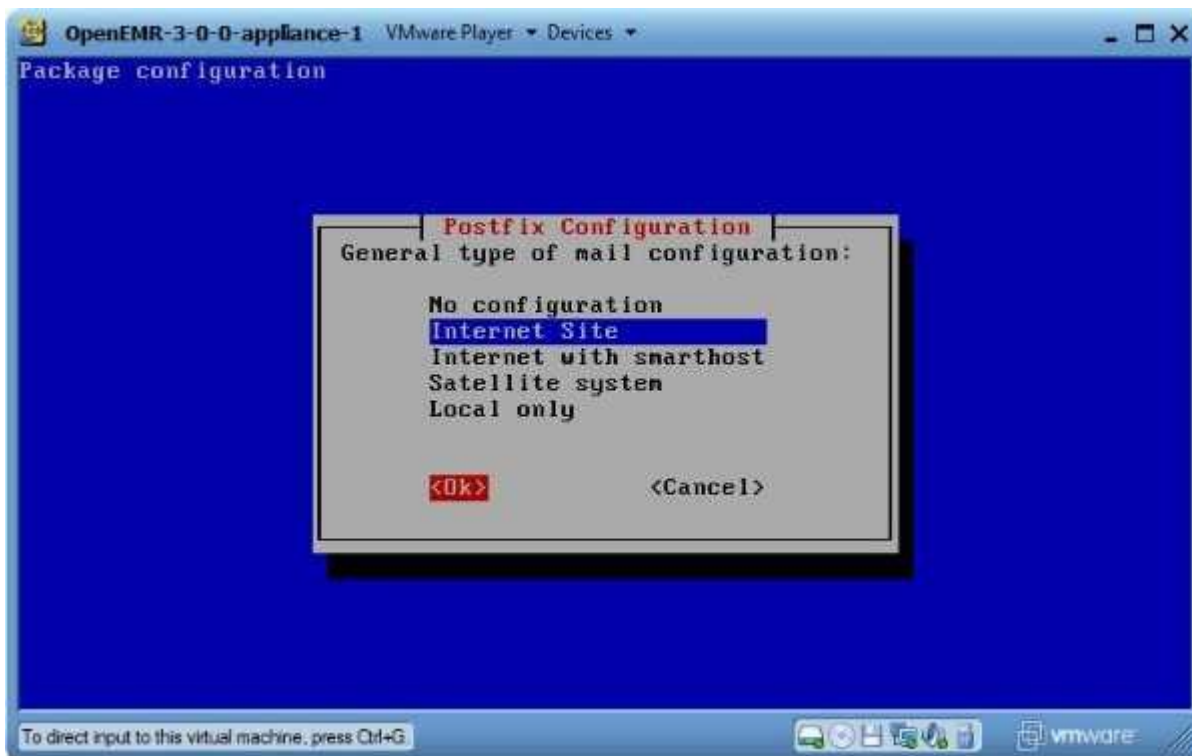 OpenEMR-3-0-0-appliance-1 VMware Player Devices
Package configuration
Postfix Configuration
General type of mail configuration:
No configuration
Internet Site
Internet with smarthost
Satellite system
Local only
<Ok> <Cancel>
To direct input to this virtual machine, press Ctrl+G.
vmware